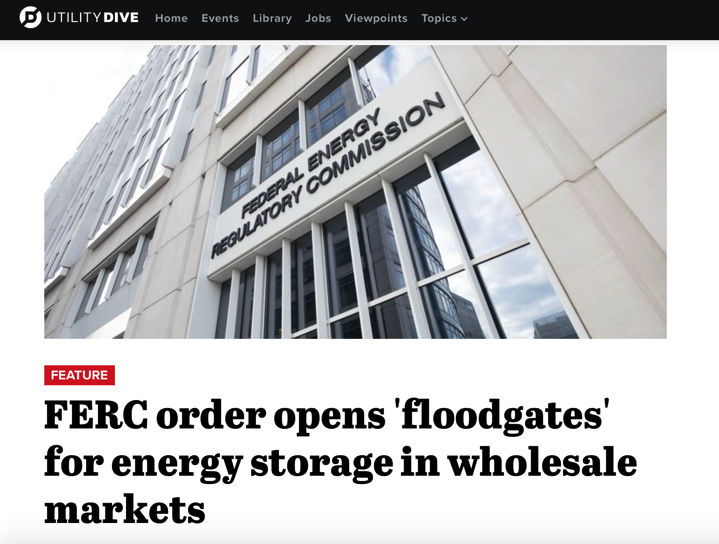 UTILITY DIVE Home Events Library Jobs Viewpoints Topics
FEDERAL ENERGY
REGULATORY COMMISSION
FEATURE
FERC order opens 'floodgates'
for energy storage in wholesale
markets